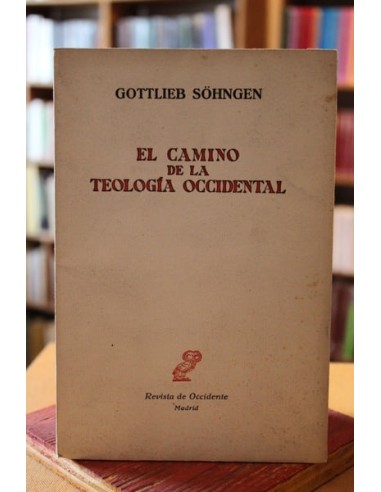 GOTTLIEB SÖHNGEN
EL CAMINO
DE LA
TEOLOGÍA OCCIDENTAL
Revista de Occidente
Madrid